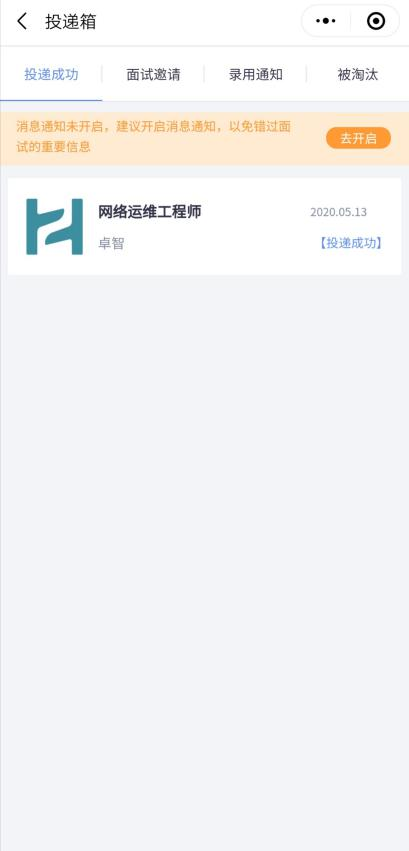 投递箱
投递成功 面试邀请 录用通知 被淘汰
消息通知未开启，建议开启消息通知，以免错过面
试的重要信息
去开启
网络运维工程师 2020.05.13
卓智 【投递成功】